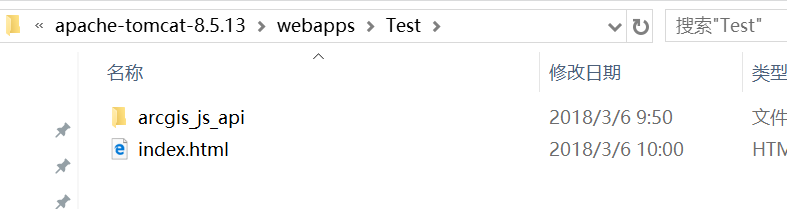 « apache-tomcat-8.5.13 > webapps > Test > 搜索"Test"
名称 修改日期 类型
arcgis_js_api 2018/3/6 9:50 文件
index.html 2018/3/6 10:00 HTM